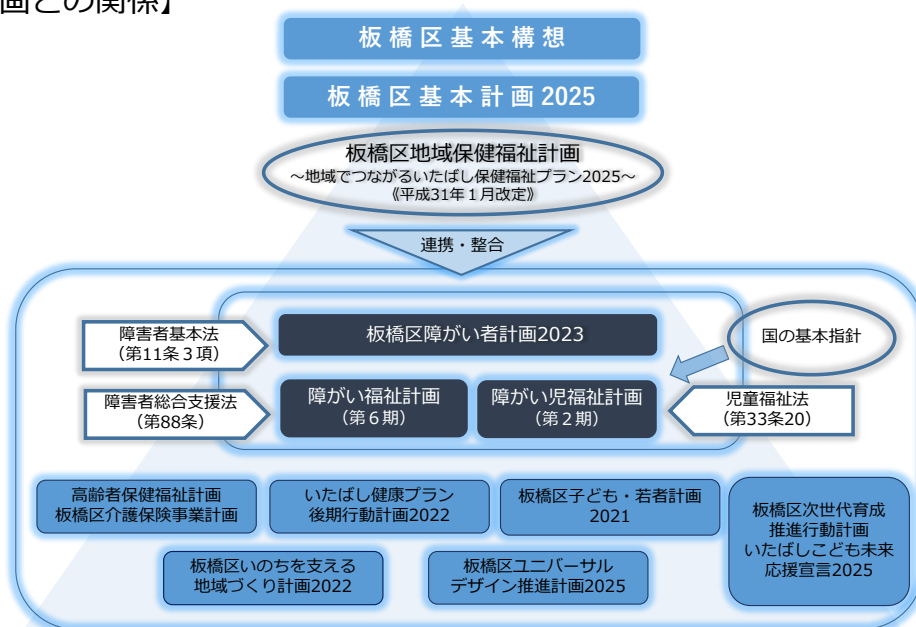 画との関係】
板橋区基本構想
板橋区基本計画2025
板橋区地域保健福祉計画
～地域でつながるいたばし保健福祉プラン2025～
《平成31年１月改定》
連携・整合
障害者基本法
（第11条３項）
板橋区障がい者計画2023
国の基本指針
障害者総合支援法
（第88条）
障がい福祉計画
（第６期）
障がい児福祉計画
（第２期）
児童福祉法
（第33条20）
高齢者保健福祉計画
板橋区介護保険事業計画
いたばし健康プラン
後期行動計画2022
板橋区子ども・若者計画
2021
板橋区次世代育成
推進行動計画
いたばしこども未来
応援宣言2025
板橋区いのちを支える
地域づくり計画2022
板橋区ユニバーサル
デザイン推進計画2025